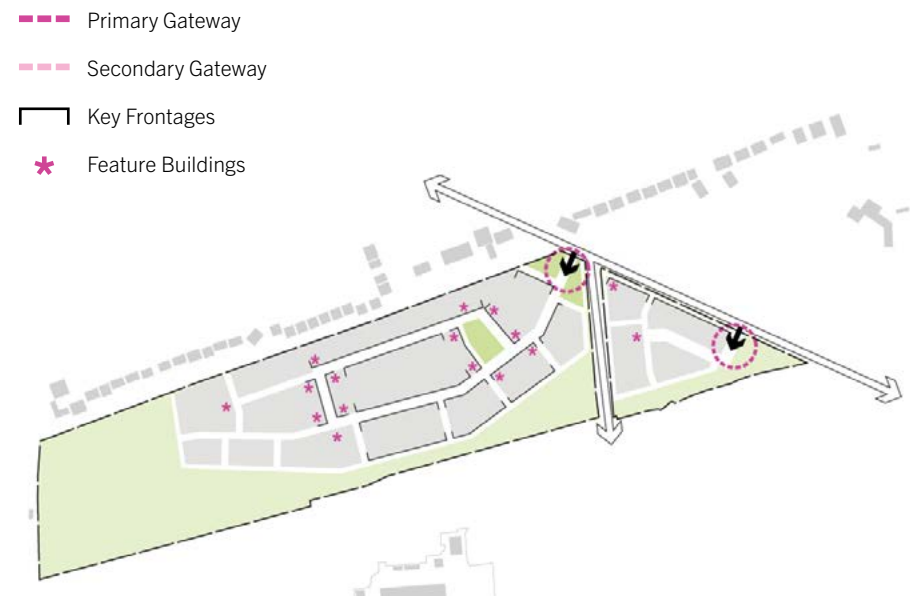 Primary Gateway
Secondary Gateway
Key Frontages
Feature Buildings